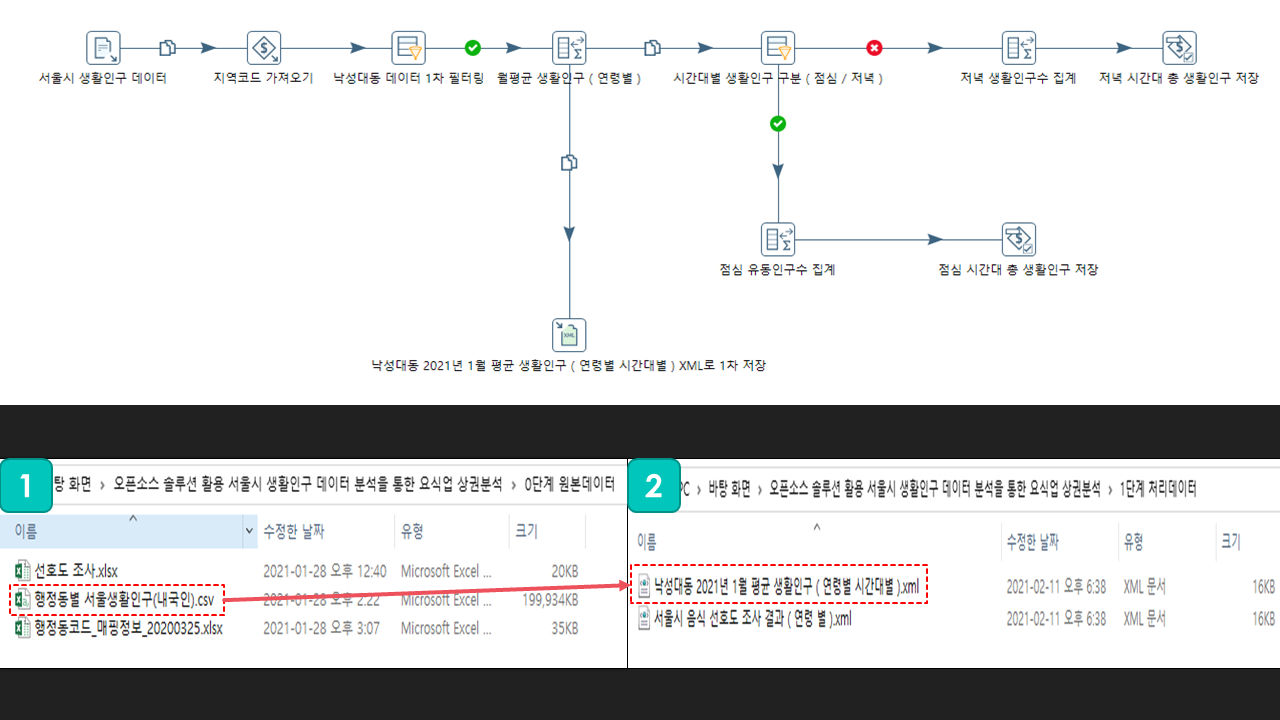 서울시 생활인구 데이터
지역코드 가져오기
낙성대동 데이터 1차 필터링
월평균 생활인구 ( 연령별 )
시간대별 생활인구 구분 ( 점심 / 저녁 )
저녁 생활인구수 집계
저녁 시간대 총 생활인구 저장
점심 유동인구수 집계
점심 시간대 총 생활인구 저장
XML
낙성대동 2021년 1월 평균 생활인구 ( 연령별 시간대별 ) XML로 1차 저장
1
탕 화면 › 오픈소스 솔루션 활용 서울시 생활인구 데이터 분석을 통한 요식업 상권분석 › 0단계 원본데이터
이름 수정한 날짜 유형 크기
선호도 조사.xlsx 2021-01-28 오후 12:40 Microsoft Excel ... 20KB
행정동별 서울생활인구(내국인).csv 2021-01-28 오후 2:22 Microsoft Excel ... 199,934KB
행정동코드_매핑정보_20200325.xlsx 2021-01-28 오후 3:07 Microsoft Excel ... 35KB
2
PC › 바탕 화면 › 오픈소스 솔루션 활용 서울시 생활인구 데이터 분석을 통한 요식업 상권분석 › 1단계 처리데이터
이름 수정한 날짜 유형 크기
낙성대동 2021년 1월 평균 생활인구 ( 연령별 시간대별 ).xml 2021-02-11 오후 6:38 XML 문서 16KB
서울시 음식 선호도 조사 결과 ( 연령 별 ).xml 2021-02-11 오후 6:38 XML 문서 16KB